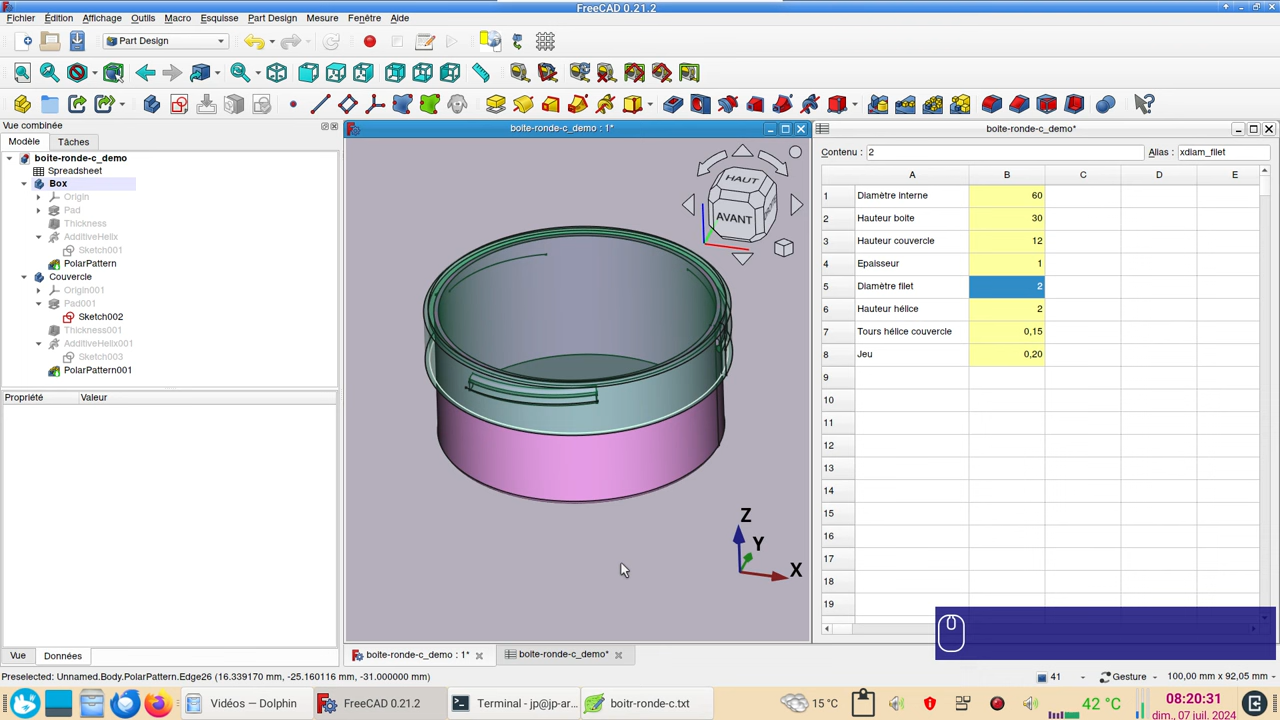 FreeCAD 0.21.2
Fichier Édition Affichage Outils Macro Esquisse Part Design Mesure Fenêtre Aide
Part Design
Vue combinée
Modèle Tâches
boite-ronde-c_demo
Spreadsheet
Box
Origin
Pad
Thickness
AdditiveHelix
Sketch001
PolarPattern
Couvercle
Origin001
Pad001
Sketch002
Thickness001
AdditiveHelix001
Sketch003
PolarPattern001
Propriété Valeur
Vue Données
boite-ronde-c_demo : 1*
HAUT
AVANT
Z
Y
X
boite-ronde-c_demo*
Contenu : 2 Alias : xdiam_filet
A B C D E
1 Diamètre interne 60
2 Hauteur boite 30
3 Hauteur couvercle 12
4 Epaisseur 1
5 Diamètre filet 2
6 Hauteur hélice 2
7 Tours hélice couvercle 0,15
8 Jeu 0,20
9
10
11
12
13
14
15
16
17
18
19
boite-ronde-c_demo : 1* boite-ronde-c_demo*
Preselected: Unnamed.Body.PolarPattern.Edge26 (16.339170 mm, -25.160116 mm, -31.000000 mm) 41 Gesture 100,00 mm x 92,05 mm
Vidéos — Dolphin FreeCAD 0.21.2 Terminal - jp@jp-ar... boitr-ronde-c.txt 15 °C 42 °C 08:20:31
dim., 07 juil. 2024